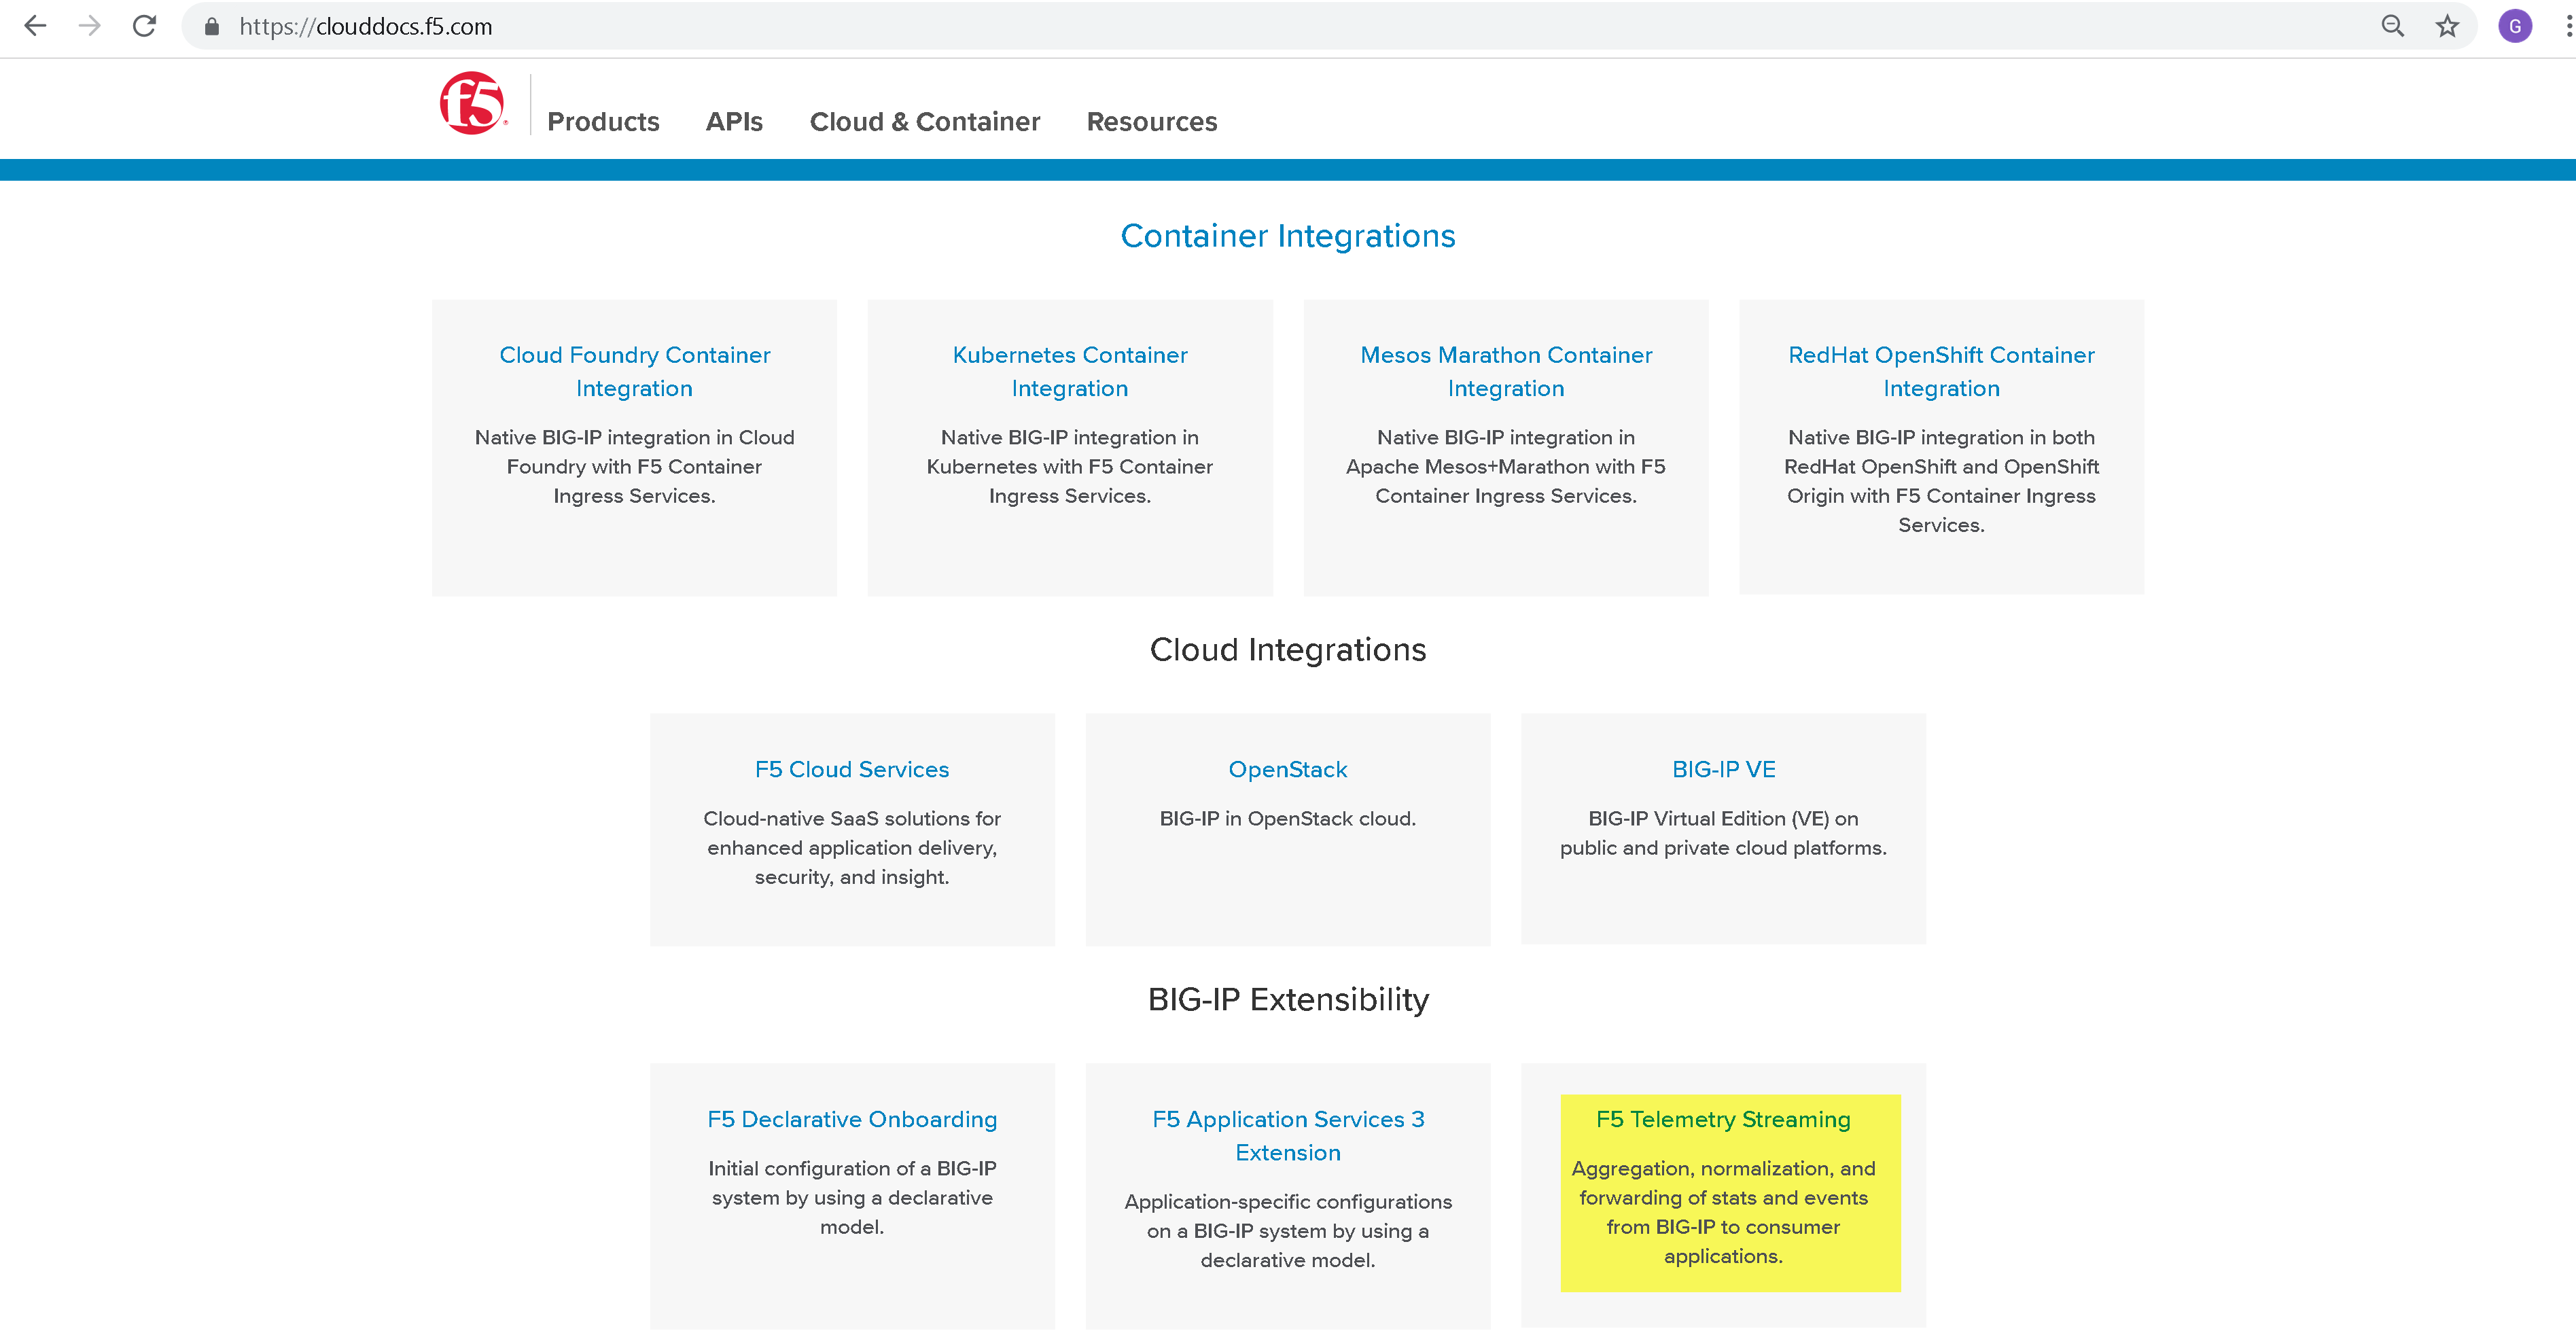 https://clouddocs.f5.com
G
f5
Products APIs Cloud & Container Resources
Container Integrations
Cloud Foundry Container
Integration
Native BIG-IP integration in Cloud
Foundry with F5 Container
Ingress Services.
Kubernetes Container
Integration
Native BIG-IP integration in
Kubernetes with F5 Container
Ingress Services.
Mesos Marathon Container
Integration
Native BIG-IP integration in
Apache Mesos+Marathon with F5
Container Ingress Services.
RedHat OpenShift Container
Integration
Native BIG-IP integration in both
RedHat OpenShift and OpenShift
Origin with F5 Container Ingress
Services.
Cloud Integrations
F5 Cloud Services
Cloud-native SaaS solutions for
enhanced application delivery,
security, and insight.
OpenStack
BIG-IP in OpenStack cloud.
BIG-IP VE
BIG-IP Virtual Edition (VE) on
public and private cloud platforms.
BIG-IP Extensibility
F5 Declarative Onboarding
Initial configuration of a BIG-IP
system by using a declarative
model.
F5 Application Services 3
Extension
Application-specific configurations
on a BIG-IP system by using a
declarative model.
F5 Telemetry Streaming
Aggregation, normalization, and
forwarding of stats and events
from BIG-IP to consumer
applications.